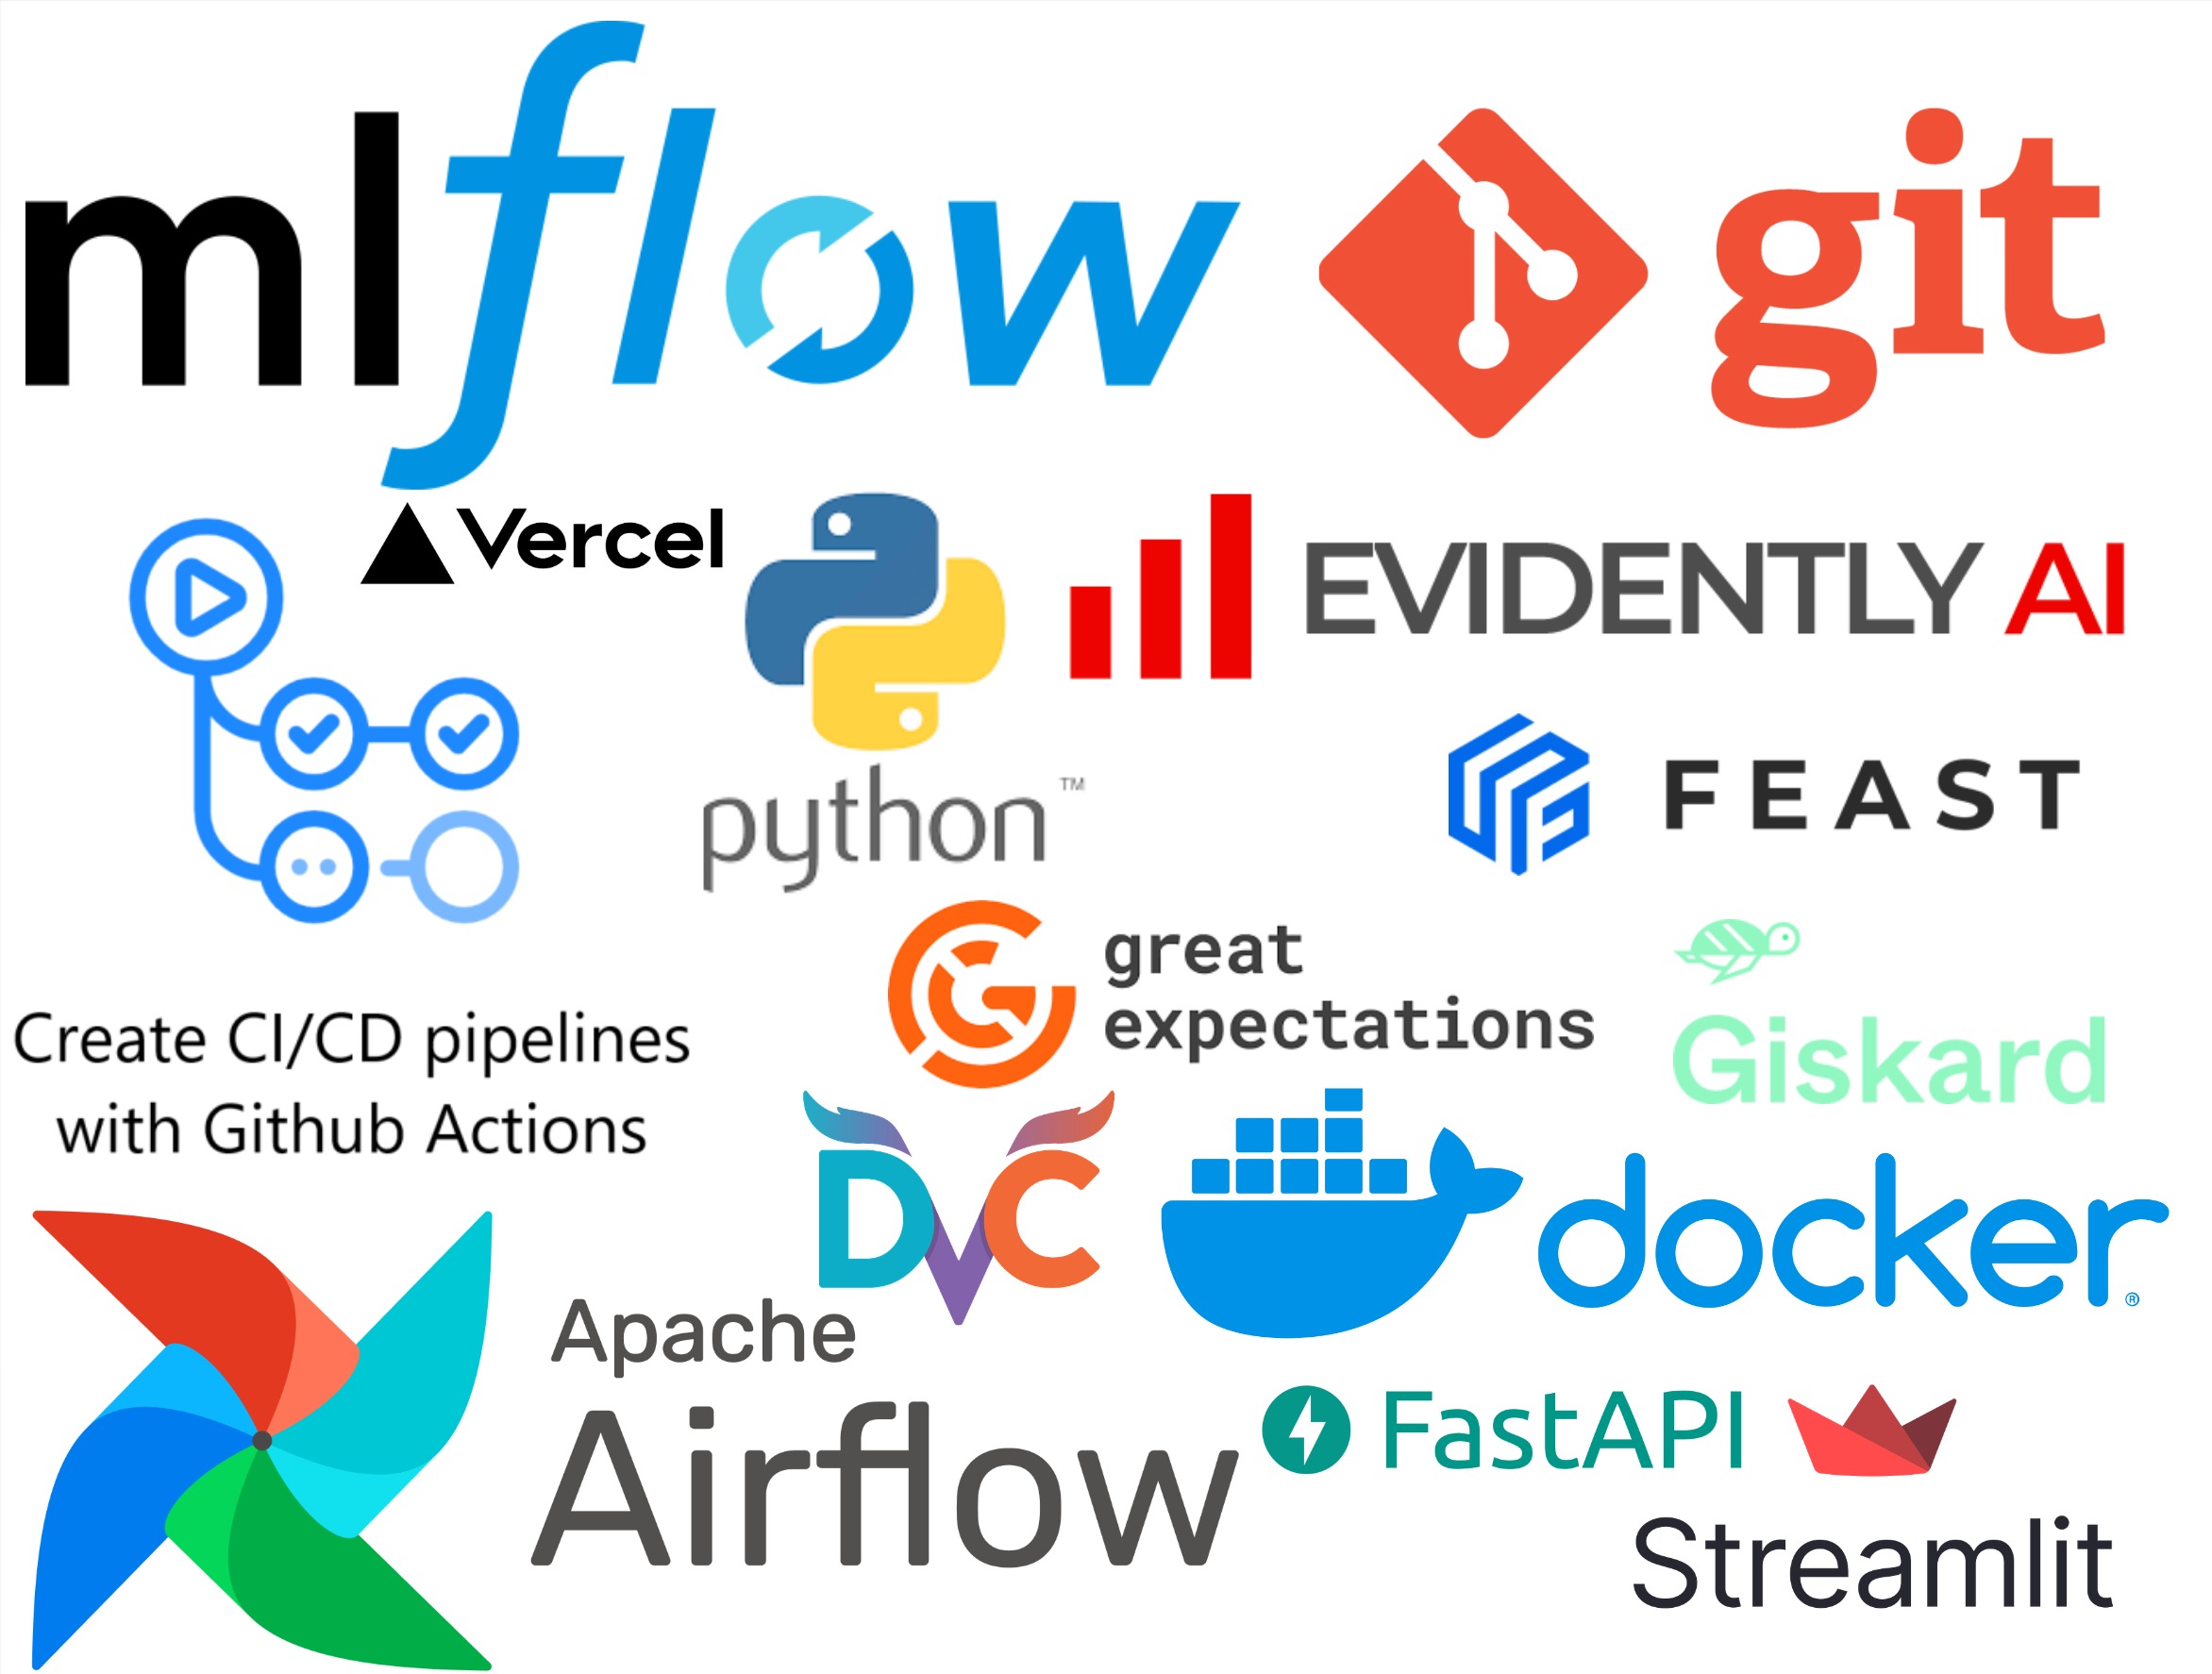 mlflow
git
Vercel
EVIDENTLY AI
python™
FEAST
great
expectations
Giskard
Create CI/CD pipelines
with Github Actions
DVC
docker®
Apache
Airflow
FastAPI
Streamlit